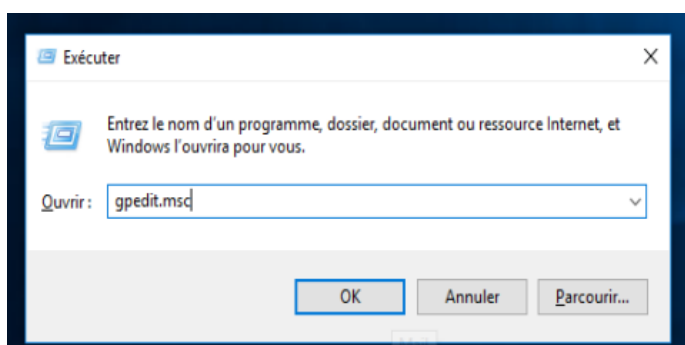 Exécuter
Entrez le nom d'un programme, dossier, document ou ressource Internet, et
Windows l'ouvrira pour vous.
Ouvrir : gpedit.msc
OK Annuler Parcourir...